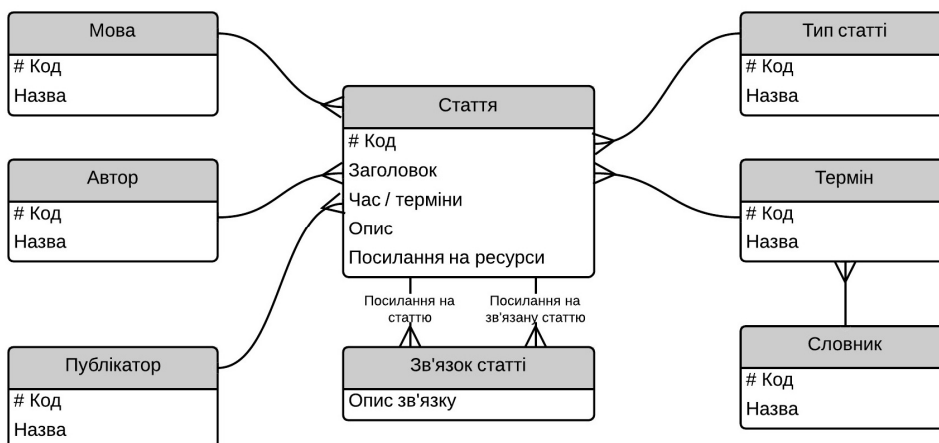 Мова
# Код
Назва
Автор
# Код
Назва
Публікатор
# Код
Назва
Стаття
# Код
Заголовок
Час / терміни
Опис
Посилання на ресурси
Посилання на
статтю
Посилання на
зв'язану статтю
Зв'язок статті
Опис зв'язку
Тип статті
# Код
Назва
Термін
# Код
Назва
Словник
# Код
Назва